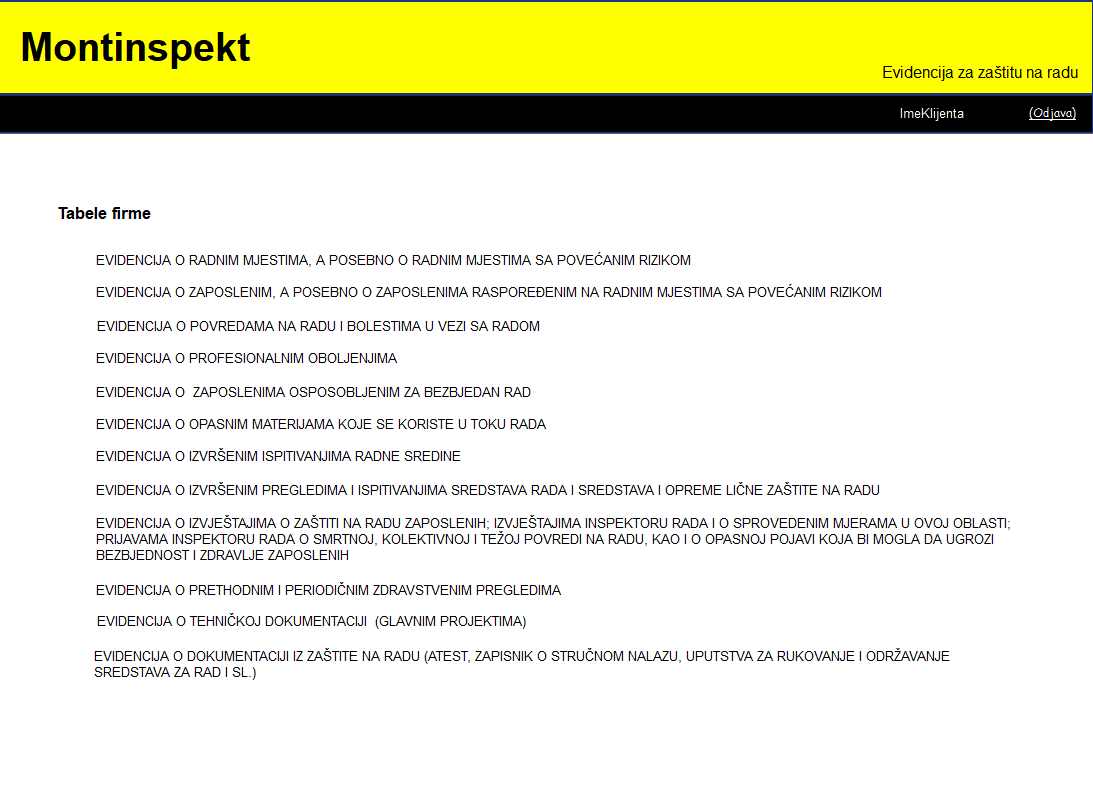 Montinspekt
Evidencija za zaštitu na radu
ImeKlijenta
(Odjava)
Tabele firme
EVIDENCIJA O RADNIM MJESTIMA, A POSEBNO O RADNIM MJESTIMA SA POVEĆANIM RIZIKOM
EVIDENCIJA O ZAPOSLENIM, A POSEBNO O ZAPOSLENIMA RASPOREĐENIM NA RADNIM MJESTIMA SA POVEĆANIM RIZIKOM
EVIDENCIJA O POVREDAMA NA RADU I BOLESTIMA U VEZI SA RADOM
EVIDENCIJA O PROFESIONALNIM OBOLJENJIMA
EVIDENCIJA O  ZAPOSLENIMA OSPOSOBLJENIM ZA BEZBJEDAN RAD
EVIDENCIJA O OPASNIM MATERIJAMA KOJE SE KORISTE U TOKU RADA
EVIDENCIJA O IZVRŠENIM ISPITIVANJIMA RADNE SREDINE
EVIDENCIJA O IZVRŠENIM PREGLEDIMA I ISPITIVANJIMA SREDSTAVA RADA I SREDSTAVA I OPREME LIČNE ZAŠTITE NA RADU
EVIDENCIJA O IZVJEŠTAJIMA O ZAŠTITI NA RADU ZAPOSLENIH; IZVJEŠTAJIMA INSPEKTORU RADA I O SPROVEDENIM MJERAMA U OVOJ OBLASTI;
PRIJAVAMA INSPEKTORU RADA O SMRTNOJ, KOLEKTIVNOJ I TEŽOJ POVREDI NA RADU, KAO I O OPASNOJ POJAVI KOJA BI MOGLA DA UGROZI
BEZBJEDNOST I ZDRAVLJE ZAPOSLENIH
EVIDENCIJA O PRETHODNIM I PERIODIČNIM ZDRAVSTVENIM PREGLEDIMA
EVIDENCIJA O TEHNIČKOJ DOKUMENTACIJI  (GLAVNIM PROJEKTIMA)
EVIDENCIJA O DOKUMENTACIJI IZ ZAŠTITE NA RADU (ATEST, ZAPISNIK O STRUČNOM NALAZU, UPUTSTVA ZA RUKOVANJE I ODRŽAVANJE
SREDSTAVA ZA RAD I SL.)